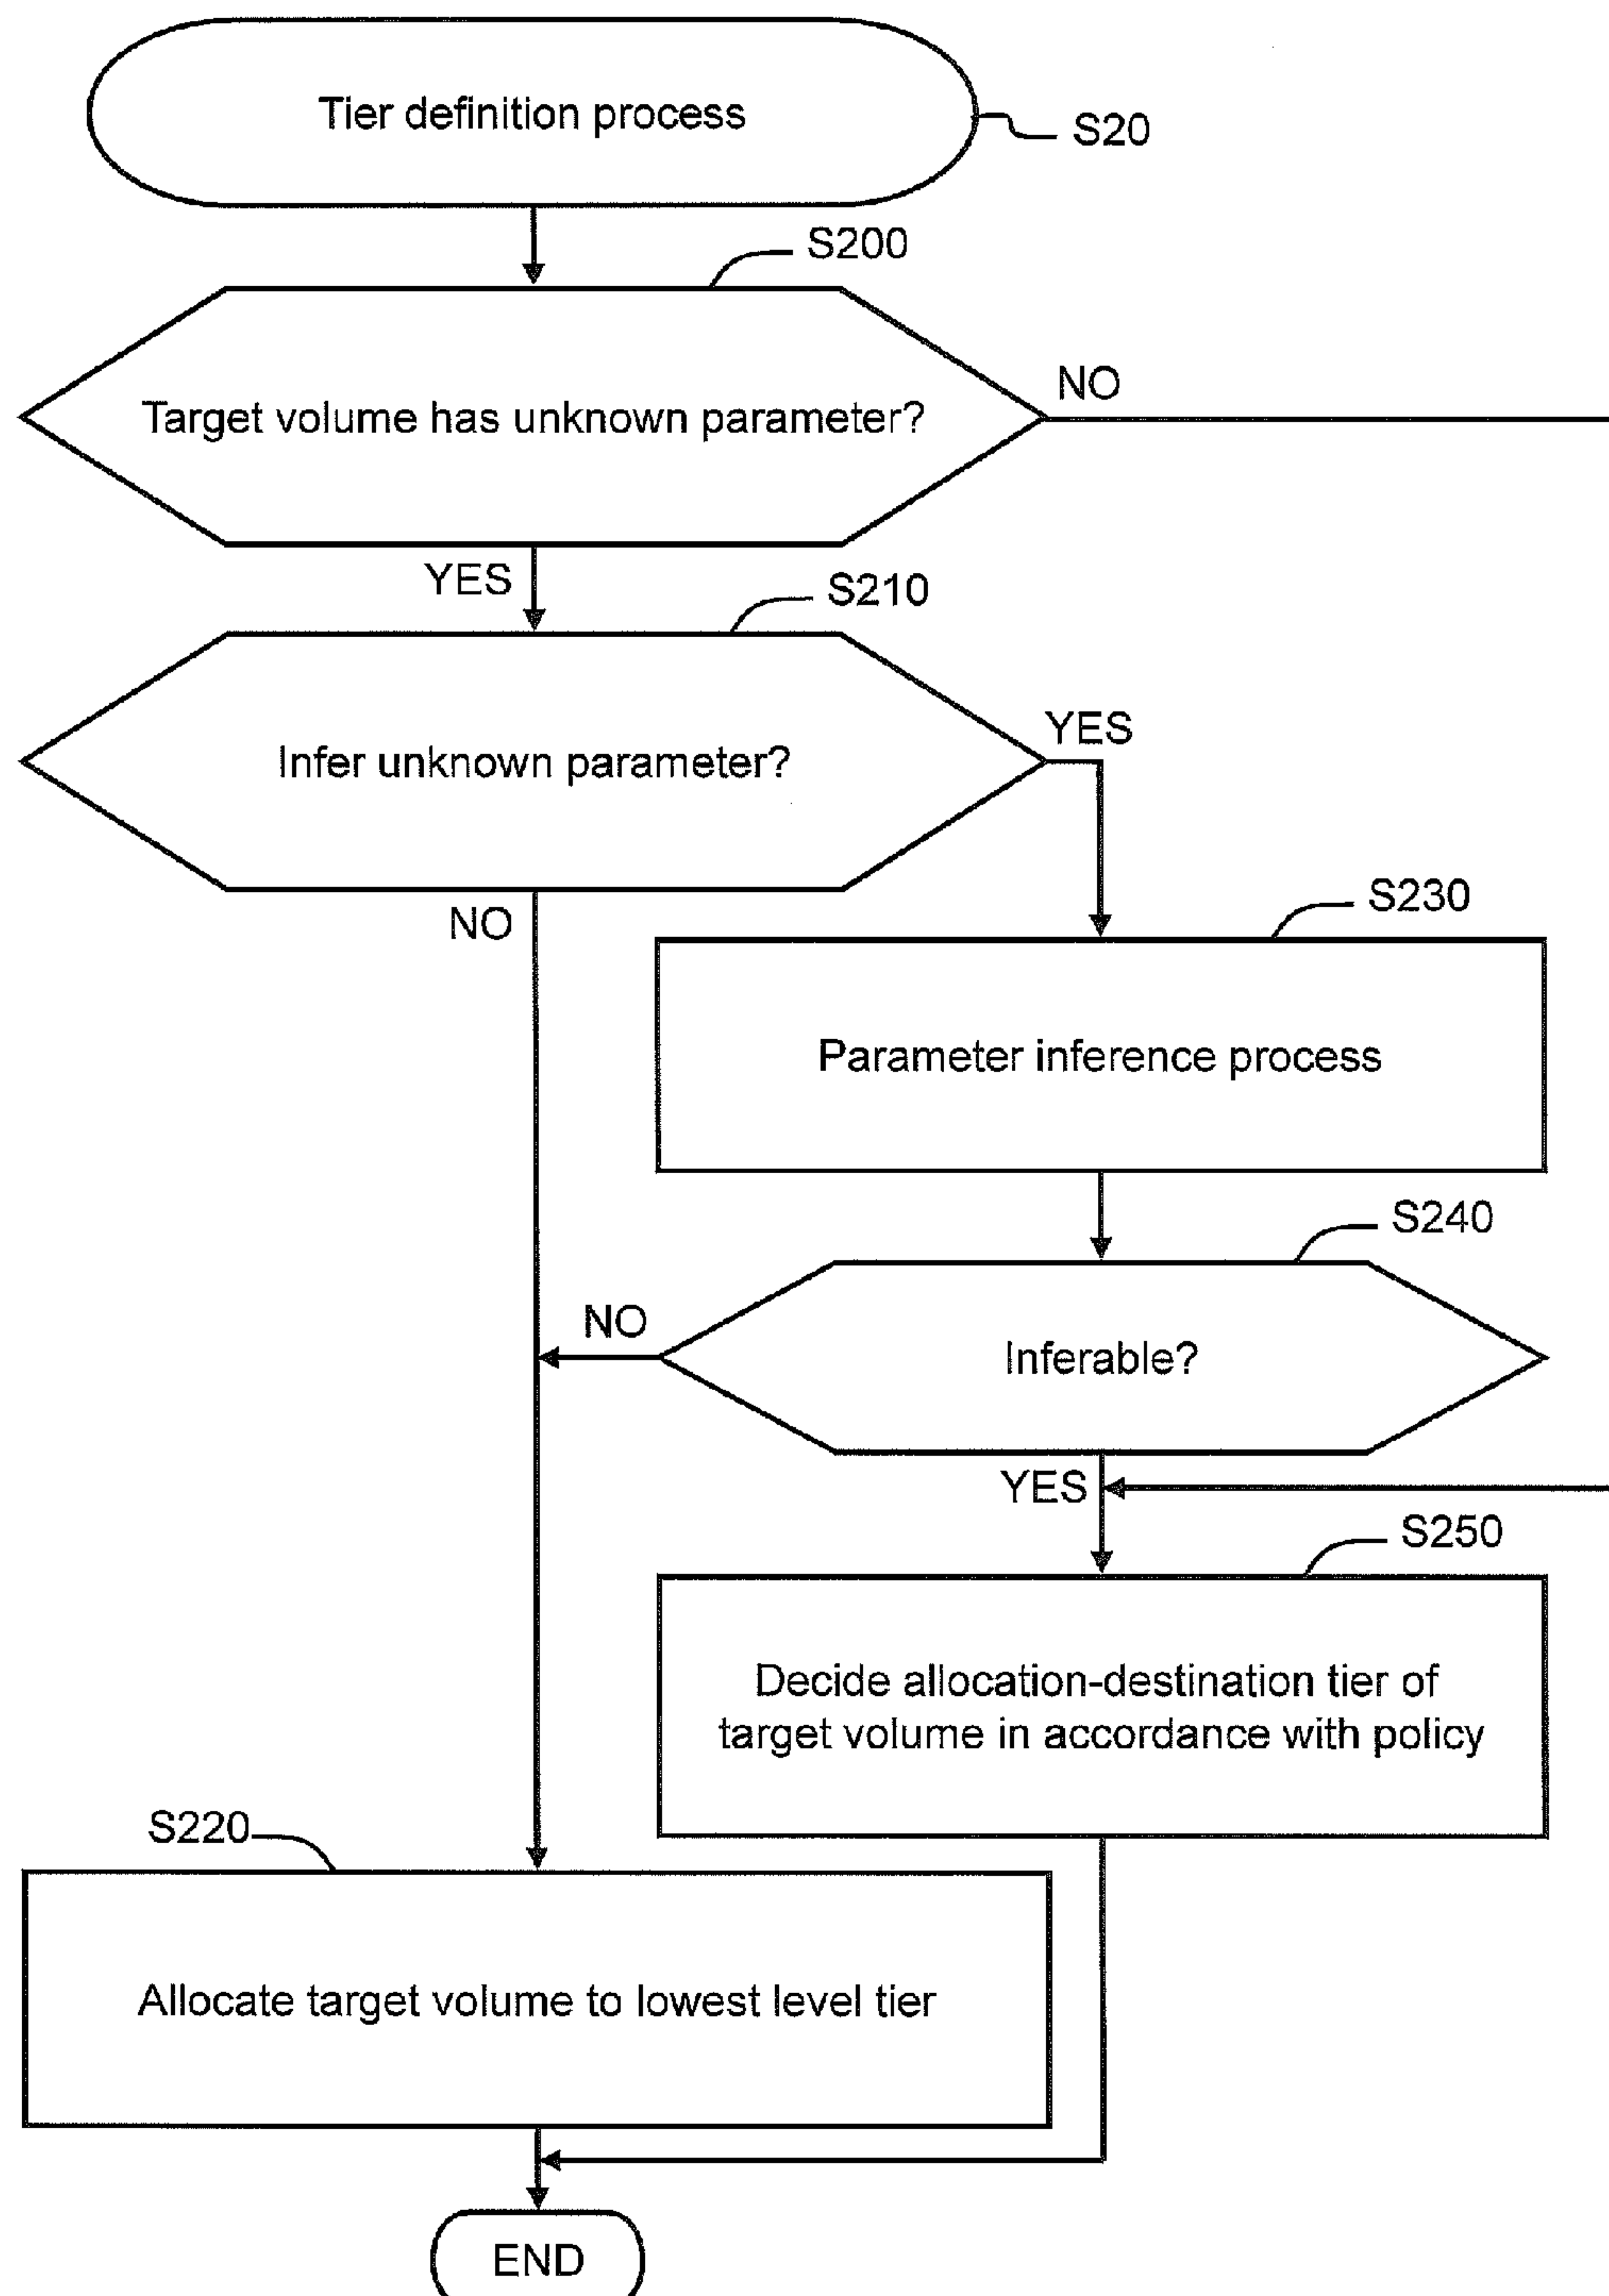 Tier definition process
S20
S200
Target volume has unknown parameter?
NO
YES
S210
Infer unknown parameter?
YES
NO
S230
Parameter inference process
S240
NO
Inferable?
YES
S250
Decide allocation-destination tier of
target volume in accordance with policy
S220
Allocate target volume to lowest level tier
END